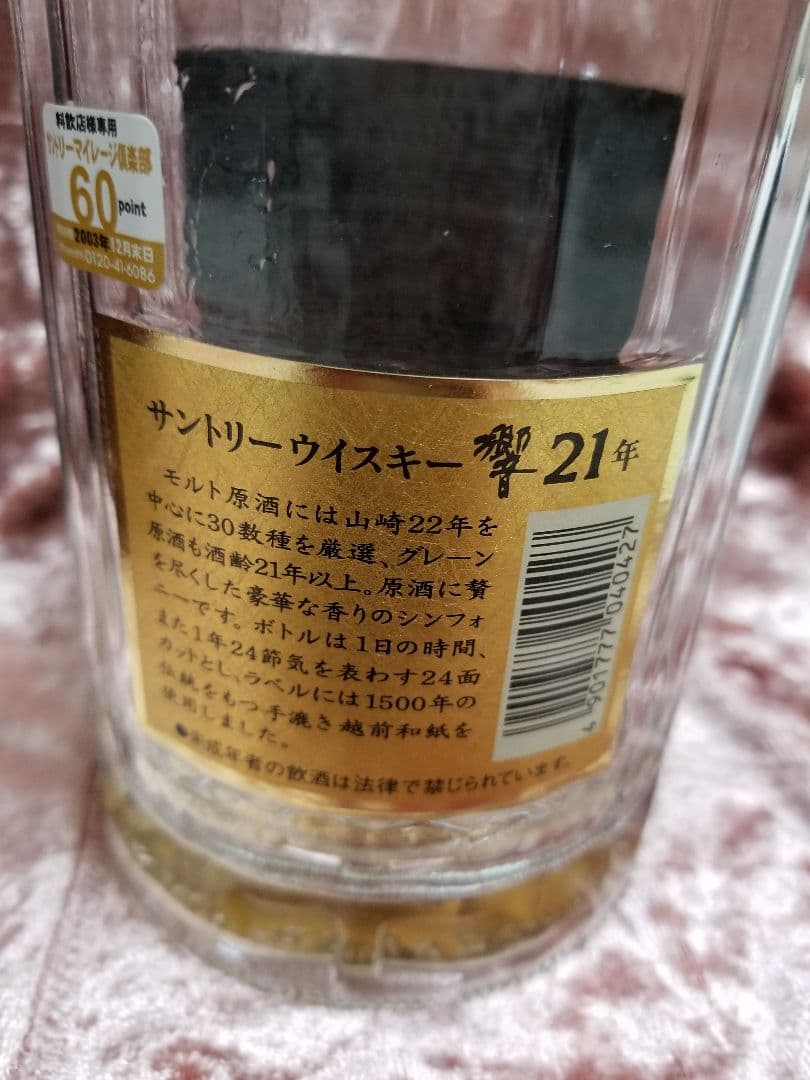 料飲店様専用
サントリーマイレージ倶楽部
60point
2003年12月末日
0120-41-6086
サントリーウイスキー 響 21年
モルト原酒には山崎22年を
中心に30数種を厳選、グレーン
原酒も酒齢21年以上。原酒に贅
を尽くした豪華な香りのシンフォ
ニーです。ボトルは1日の時間、
また1年24節気を表わす24面
カットとし、ラベルには1500年の
伝統をもつ手漉き越前和紙を
使用しました。
●未成年者の飲酒は法律で禁じられています。
4901777040427